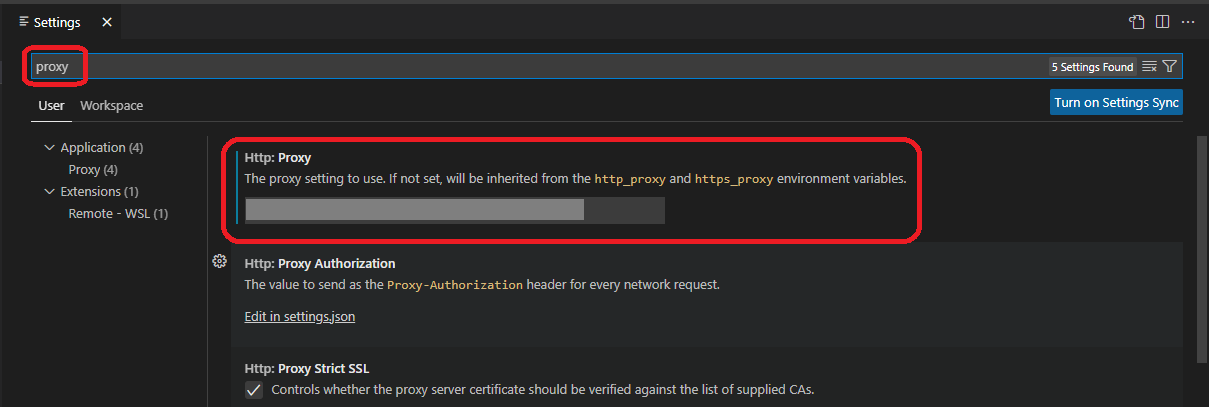 Settings
proxy
5 Settings Found
User Workspace
Turn on Settings Sync
Application (4)
Proxy (4)
Extensions (1)
Remote - WSL (1)
Http: Proxy
The proxy setting to use. If not set, will be inherited from the http_proxy and https_proxy environment variables.
Http: Proxy Authorization
The value to send as the Proxy-Authorization header for every network request.
Edit in settings.json
Http: Proxy Strict SSL
Controls whether the proxy server certificate should be verified against the list of supplied CAs.